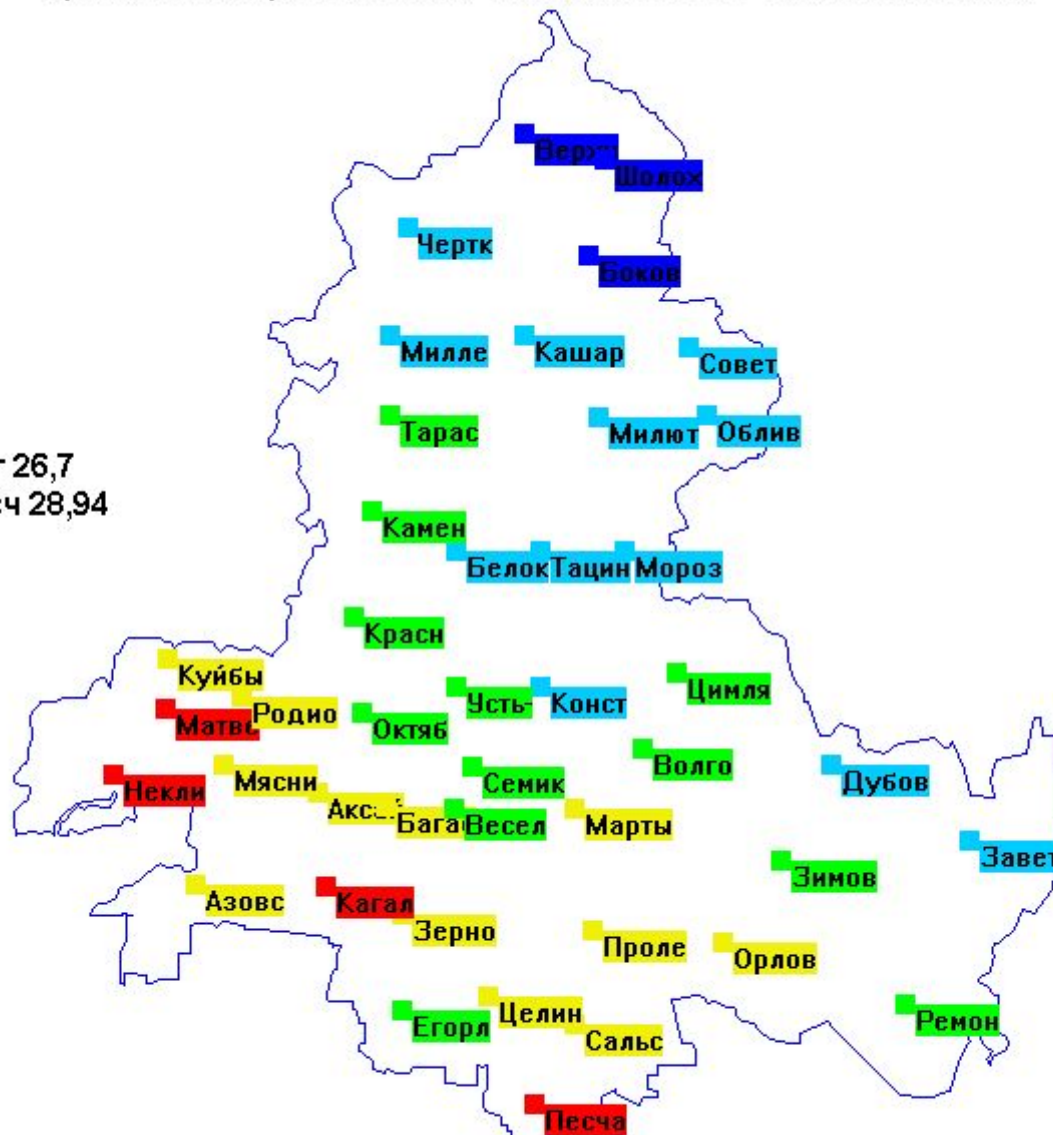 Верх
Шолох
Чертк
Боков
Милле
Кашар
Совет
Тарас
Милют
Облив
26,7
28,94
Камен
Белок
Тацин
Мороз
Красн
Куйбы
Родио
Матве
Усть-
Конст
Цимля
Октяб
Некли
Мясни
Семик
Волго
Дубов
Весел
Марты
Завет
Зимов
Азовс
Кагал
Зерно
Проле
Орлов
Егорл
Целин
Сальс
Ремон
Песча